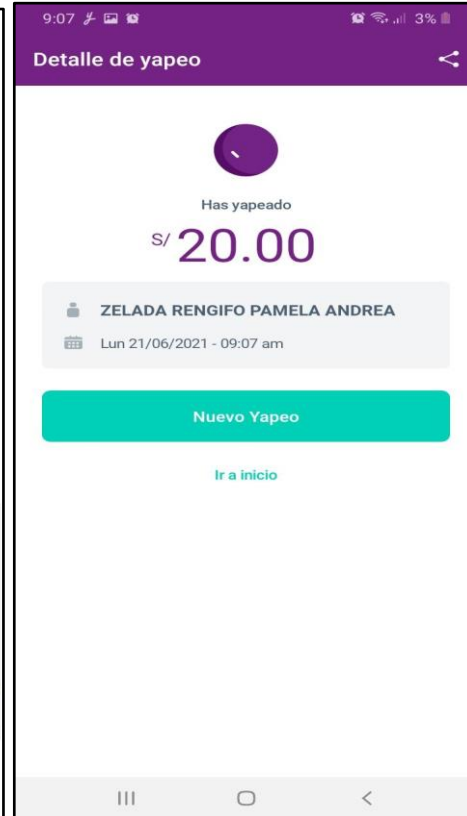 9:07 3%
Detalle de yapeo
Has yapeado
S/ 20.00
ZELADA RENGIFO PAMELA ANDREA
Lun 21/06/2021 - 09:07 am
Nuevo Yapeo
Ir a inicio